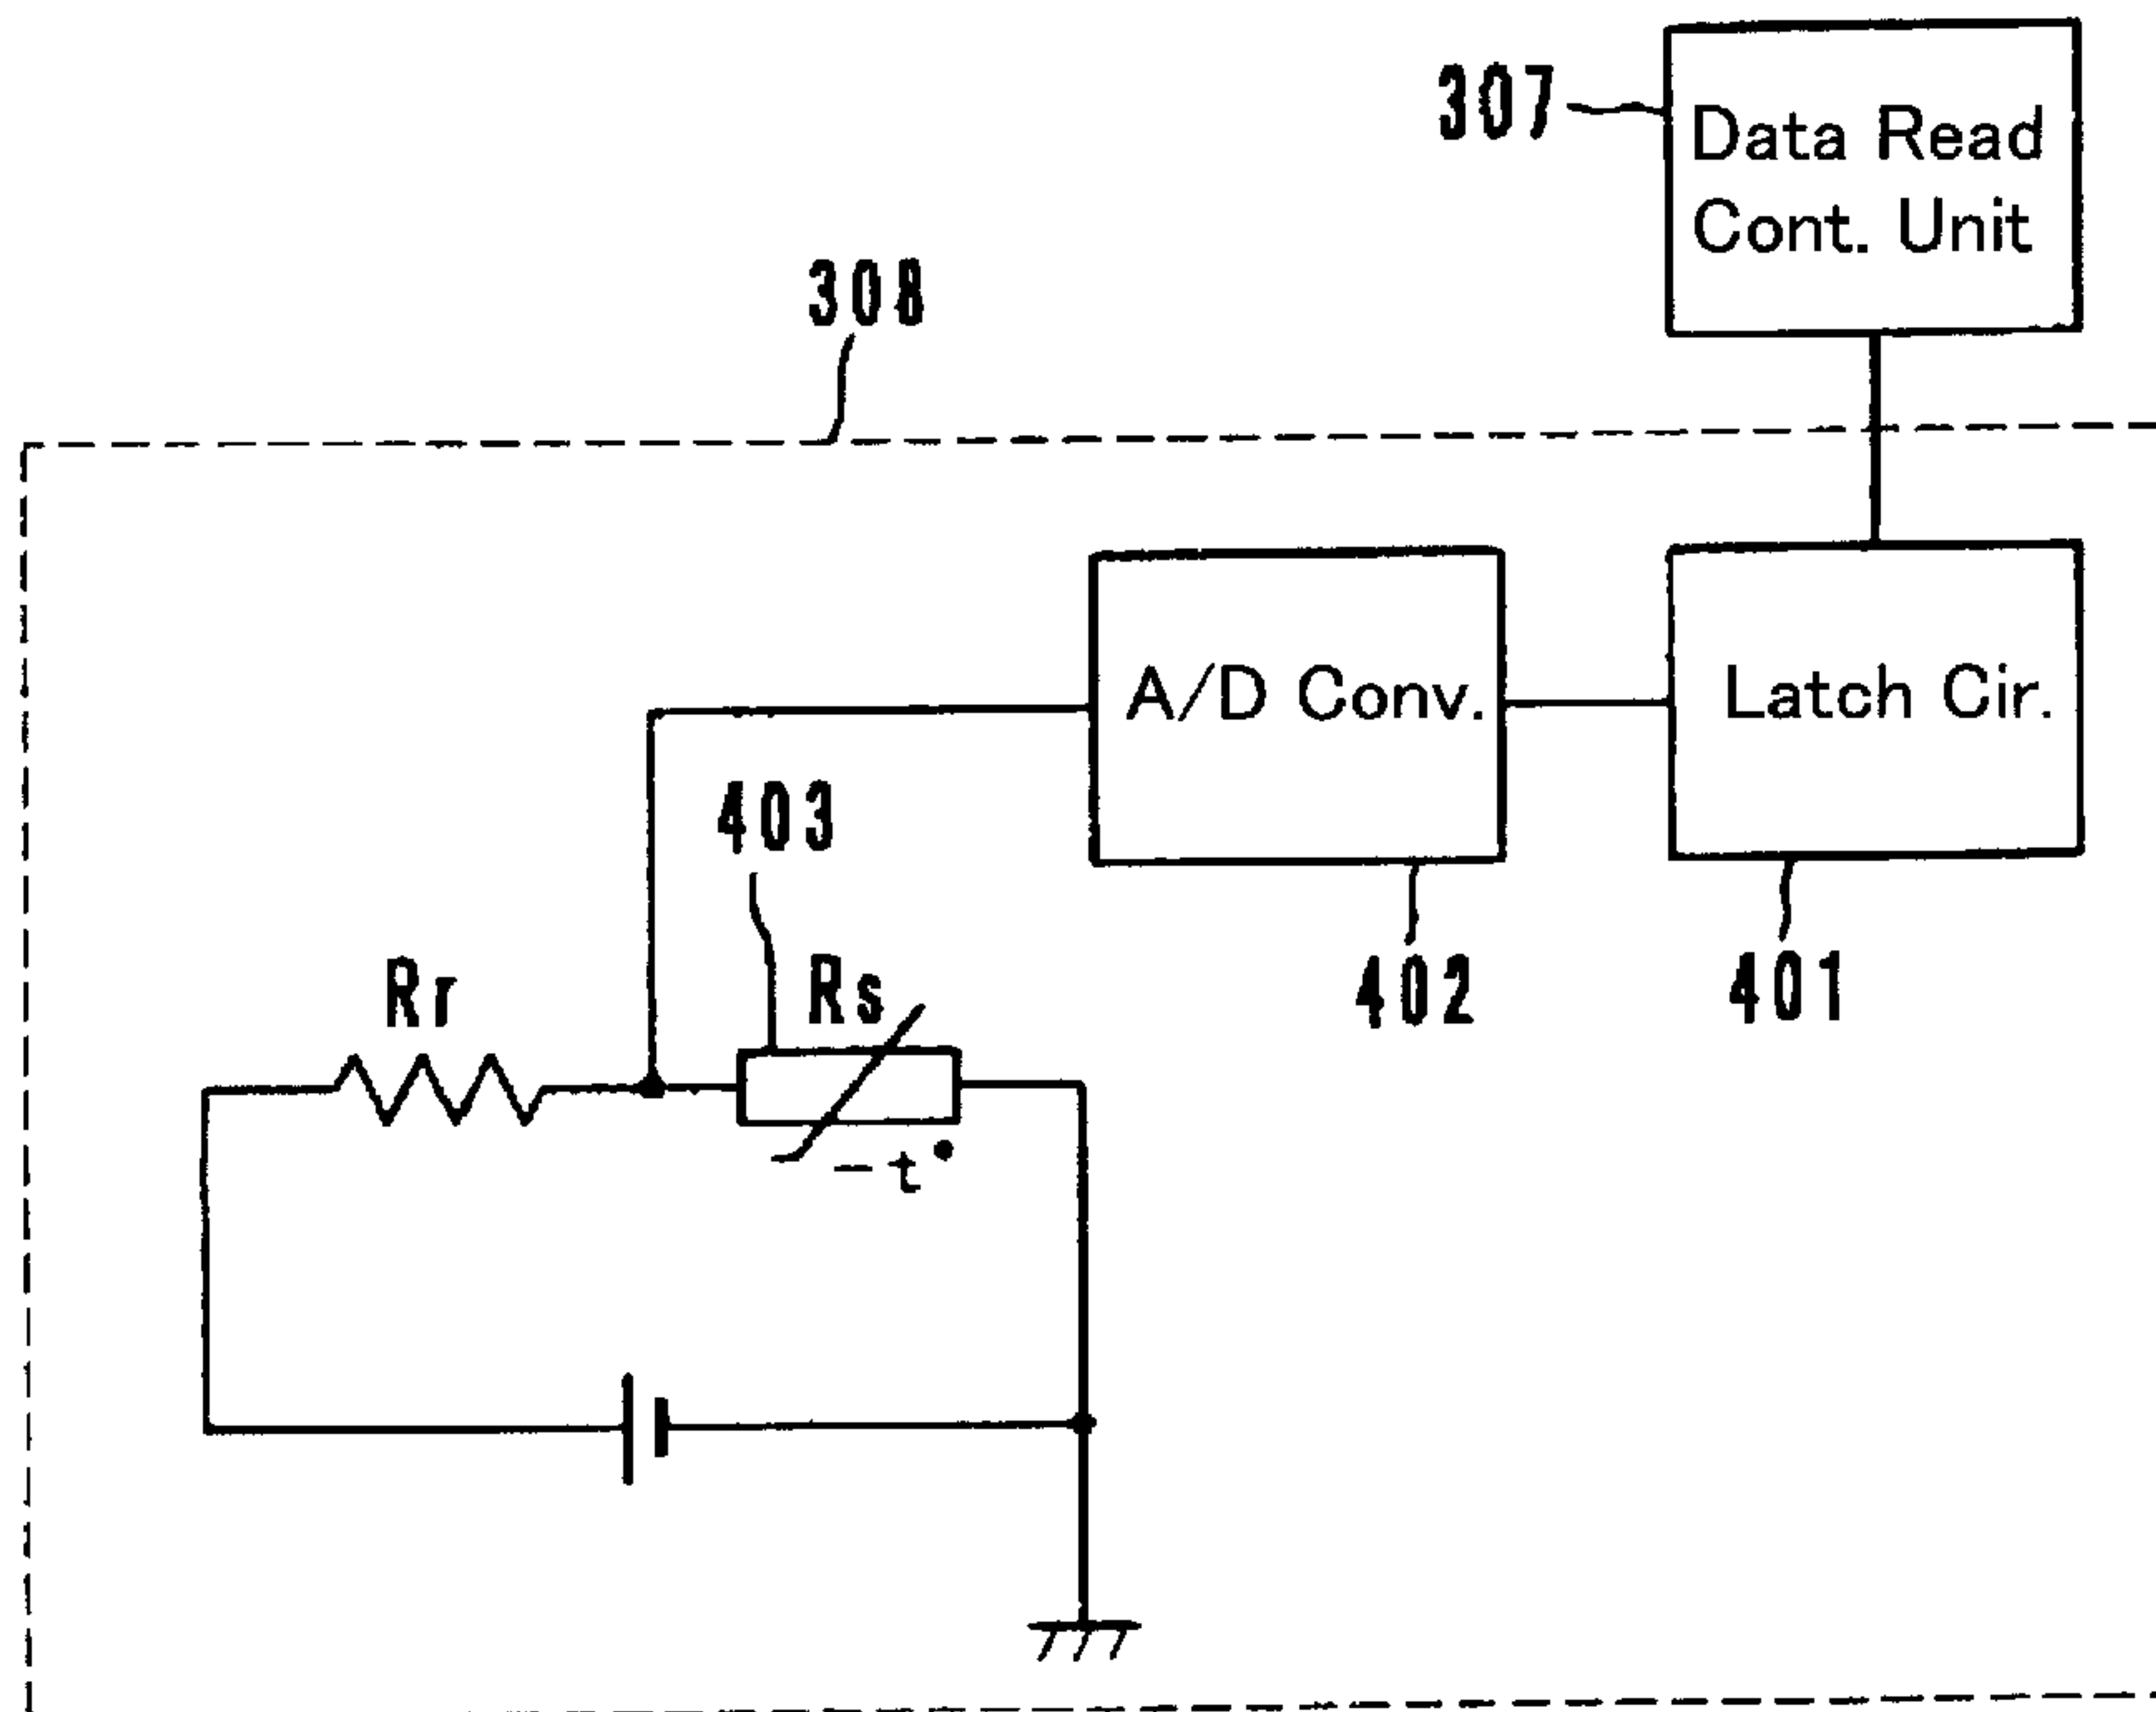 307
Data Read
Cont. Unit
308
A/D Conv.
Latch Cir.
403
Rr
Rs
402
401
-t°